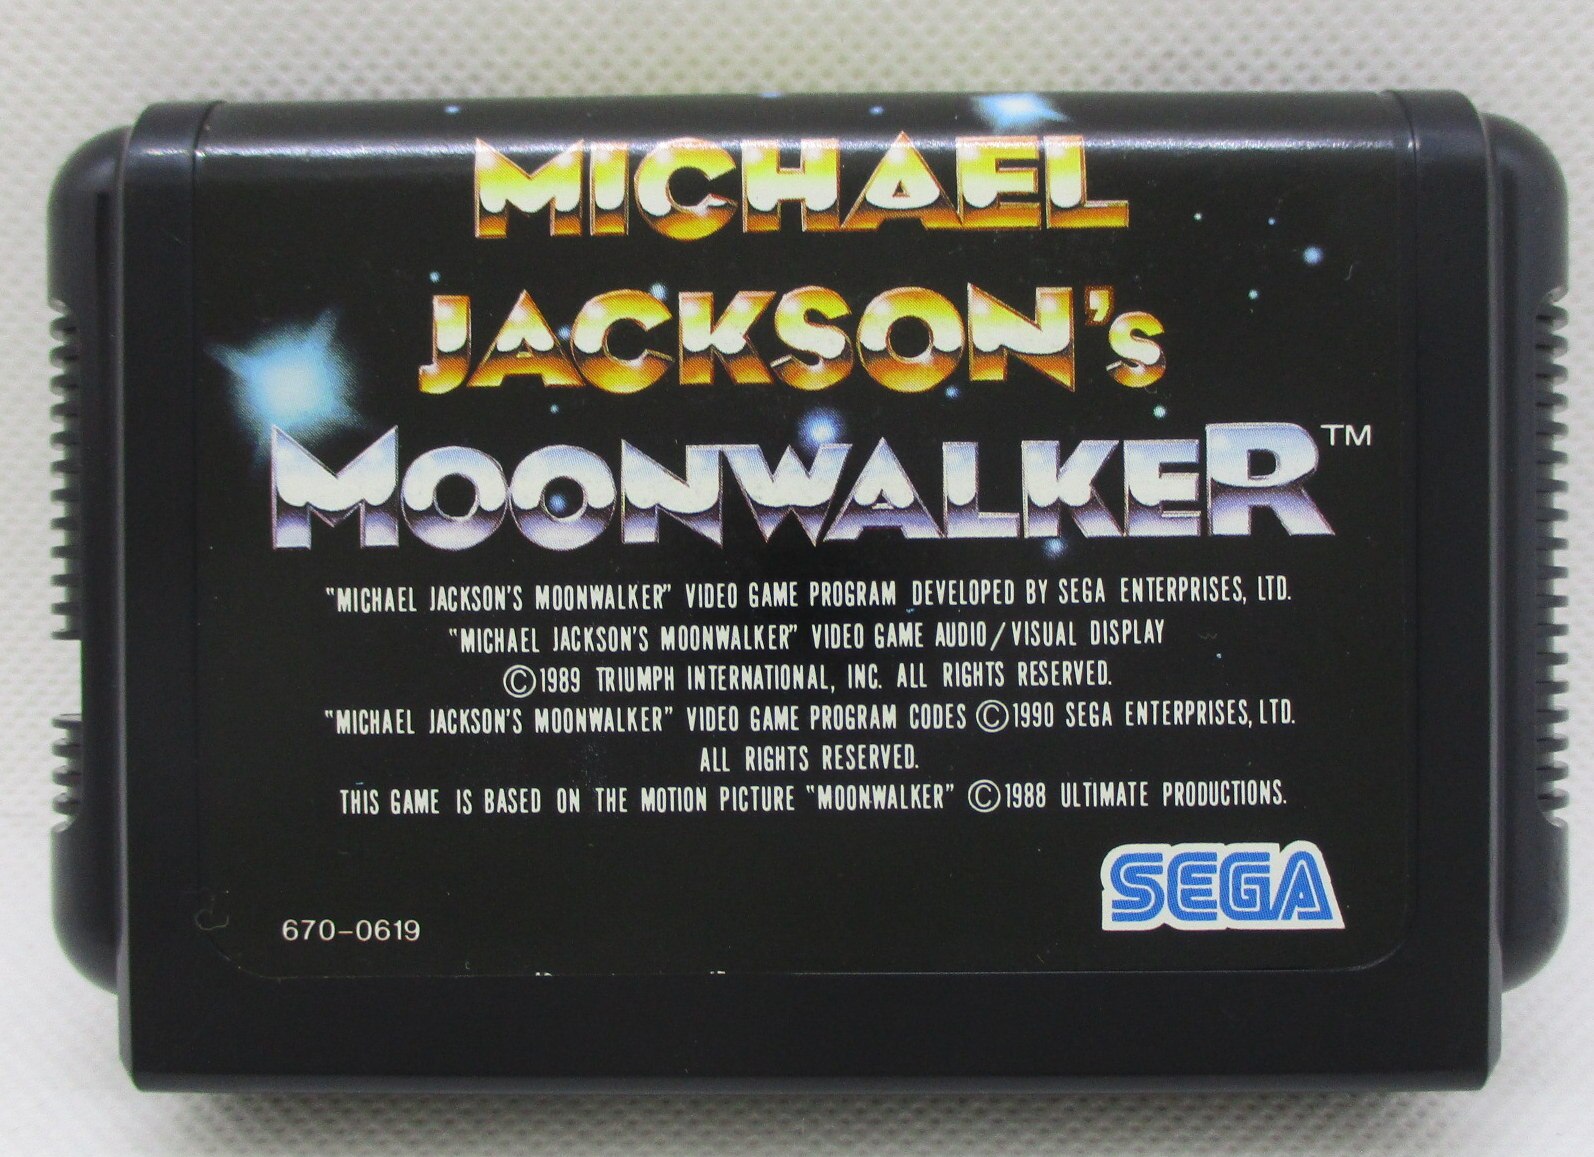 MICHAEL
JACKSON's
MOONWALKER™
"MICHAEL JACKSON'S MOONWALKER" VIDEO GAME PROGRAM DEVELOPED BY SEGA ENTERPRISES, LTD.
"MICHAEL JACKSON'S MOONWALKER" VIDEO GAME AUDIO/VISUAL DISPLAY
©1989 TRIUMPH INTERNATIONAL, INC. ALL RIGHTS RESERVED.
"MICHAEL JACKSON'S MOONWALKER" VIDEO GAME PROGRAM CODES ©1990 SEGA ENTERPRISES, LTD.
ALL RIGHTS RESERVED.
THIS GAME IS BASED ON THE MOTION PICTURE "MOONWALKER" ©1988 ULTIMATE PRODUCTIONS.
SEGA
670-0619